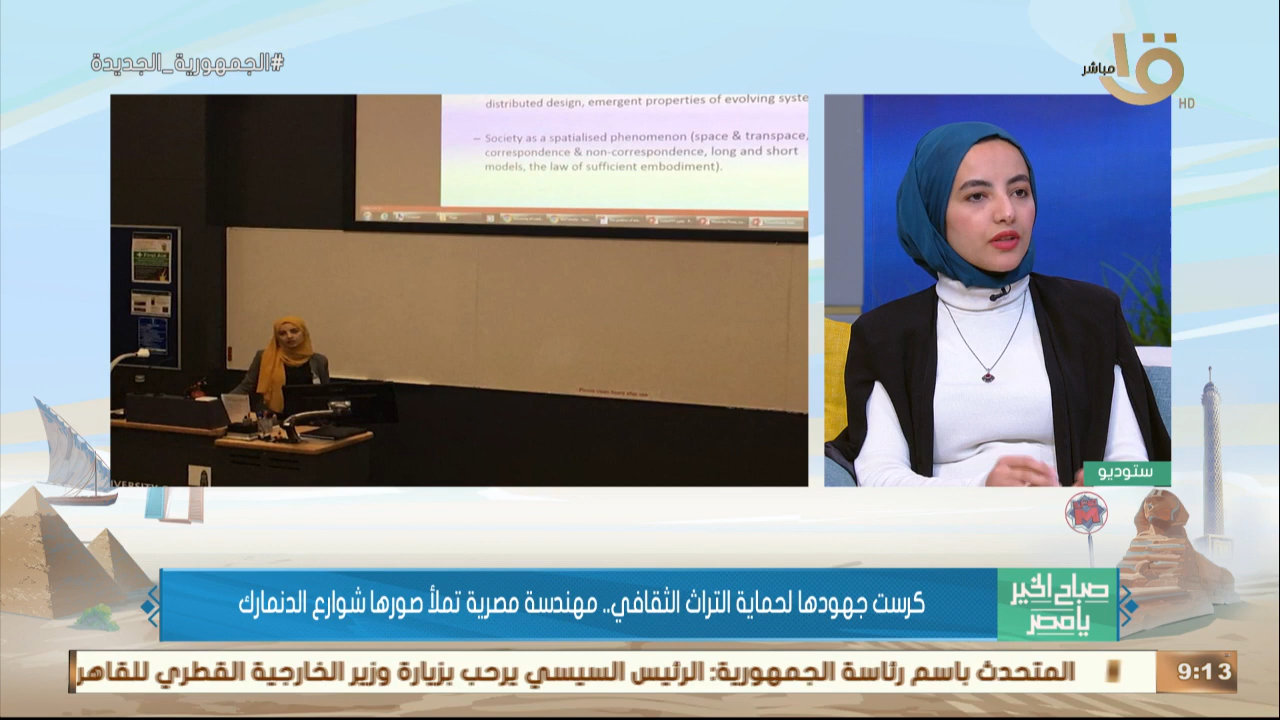 #الجمهورية_الجديدة
مباشر
HD
distributed design, emergent properties of evolving syste
– Society as a spatialised phenomenon (space & transpace,
correspondence & non-correspondence, long and short
models, the law of sufficient embodiment).
ستوديو
صباح الخير
يا مصر
كرست جهودها لحماية التراث الثقافي.. مهندسة مصرية تملأ صورها شوارع الدنمارك
9:13
المتحدث باسم رئاسة الجمهورية: الرئيس السيسي يرحب بزيارة وزير الخارجية القطري للقاهر